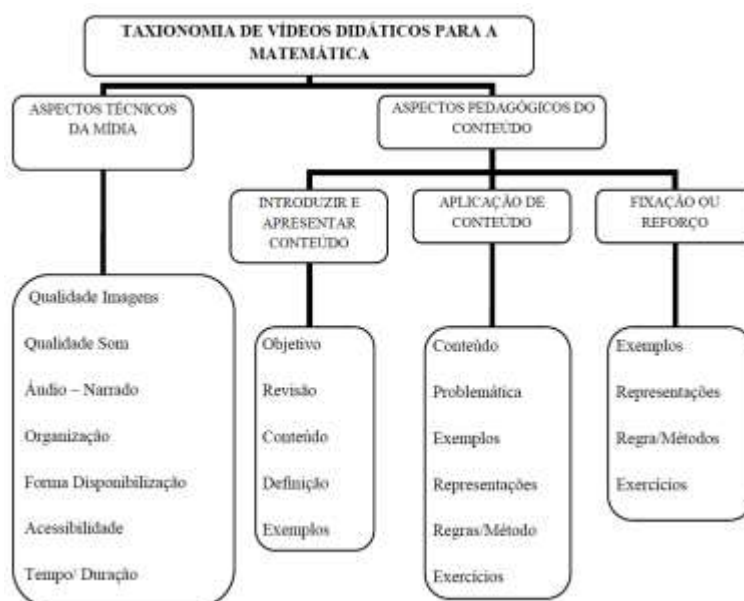 TAXIONOMIA DE VÍDEOS DIDÁTICOS PARA A
MATEMÁTICA
ASPECTOS TÉCNICOS
DA MÍDIA
ASPECTOS PEDAGÓGICOS DO
CONTEÚDO
INTRODUZIR E
APRESENTAR
CONTEÚDO
APLICAÇÃO DE
CONTEÚDO
FIXAÇÃO OU
REFORÇO
Qualidade Imagens
Qualidade Som
Áudio – Narrado
Organização
Forma Disponibilização
Acessibilidade
Tempo/ Duração
Objetivo
Revisão
Conteúdo
Definição
Exemplos
Conteúdo
Problemática
Exemplos
Representações
Regras/Método
Exercícios
Exemplos
Representações
Regra/Métodos
Exercícios